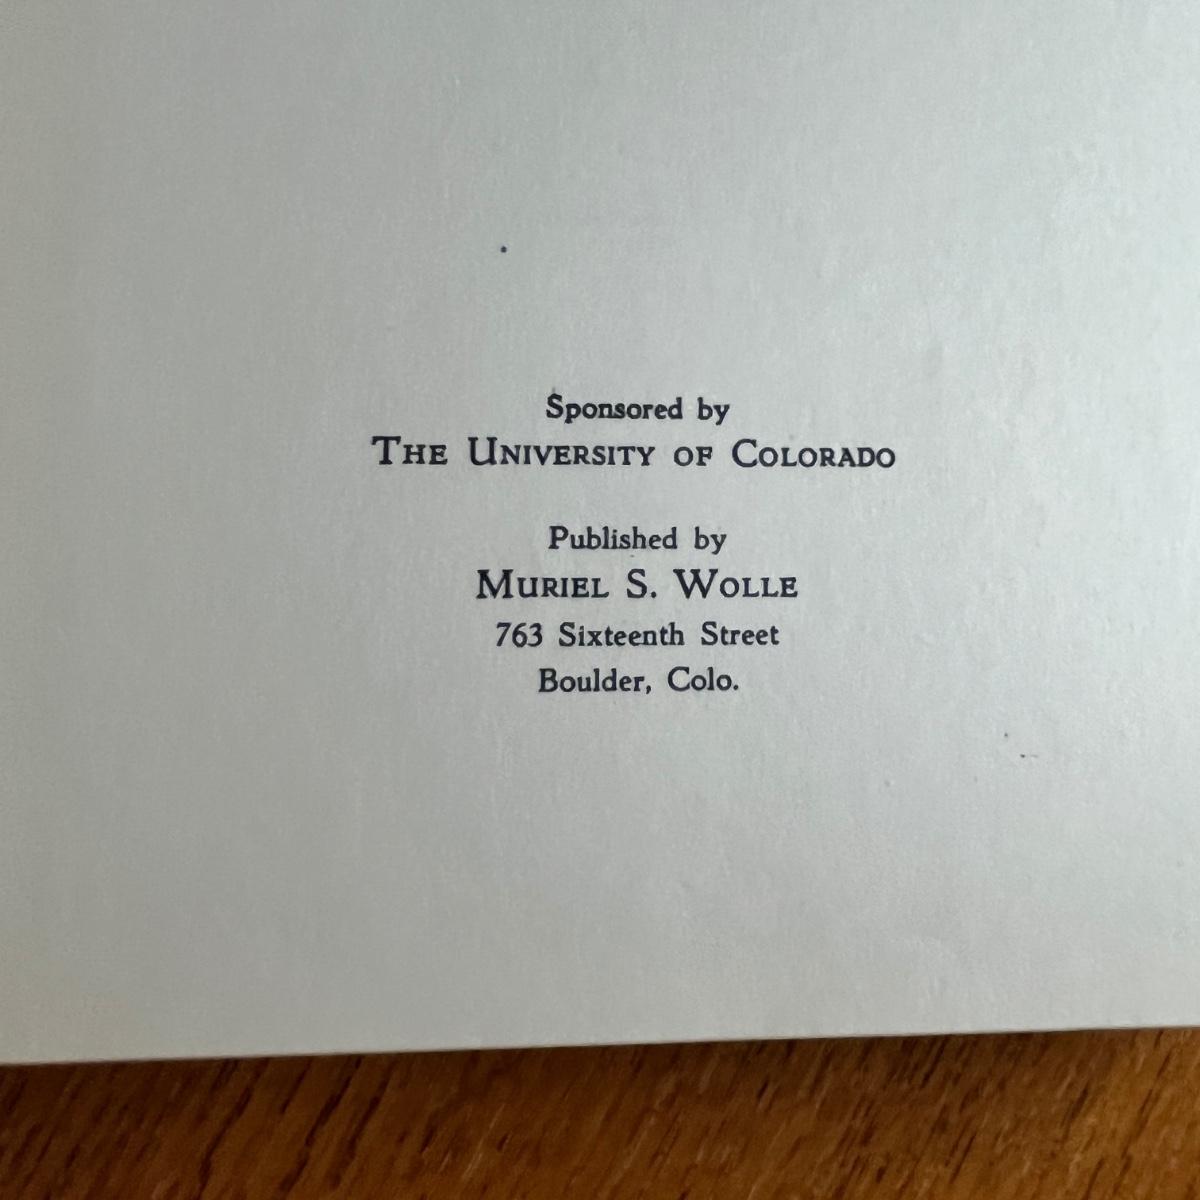 Sponsored by
THE UNIVERSITY OF COLORADO
Published by
MURIEL S. WOLLE
763 Sixteenth Street
Boulder, Colo.